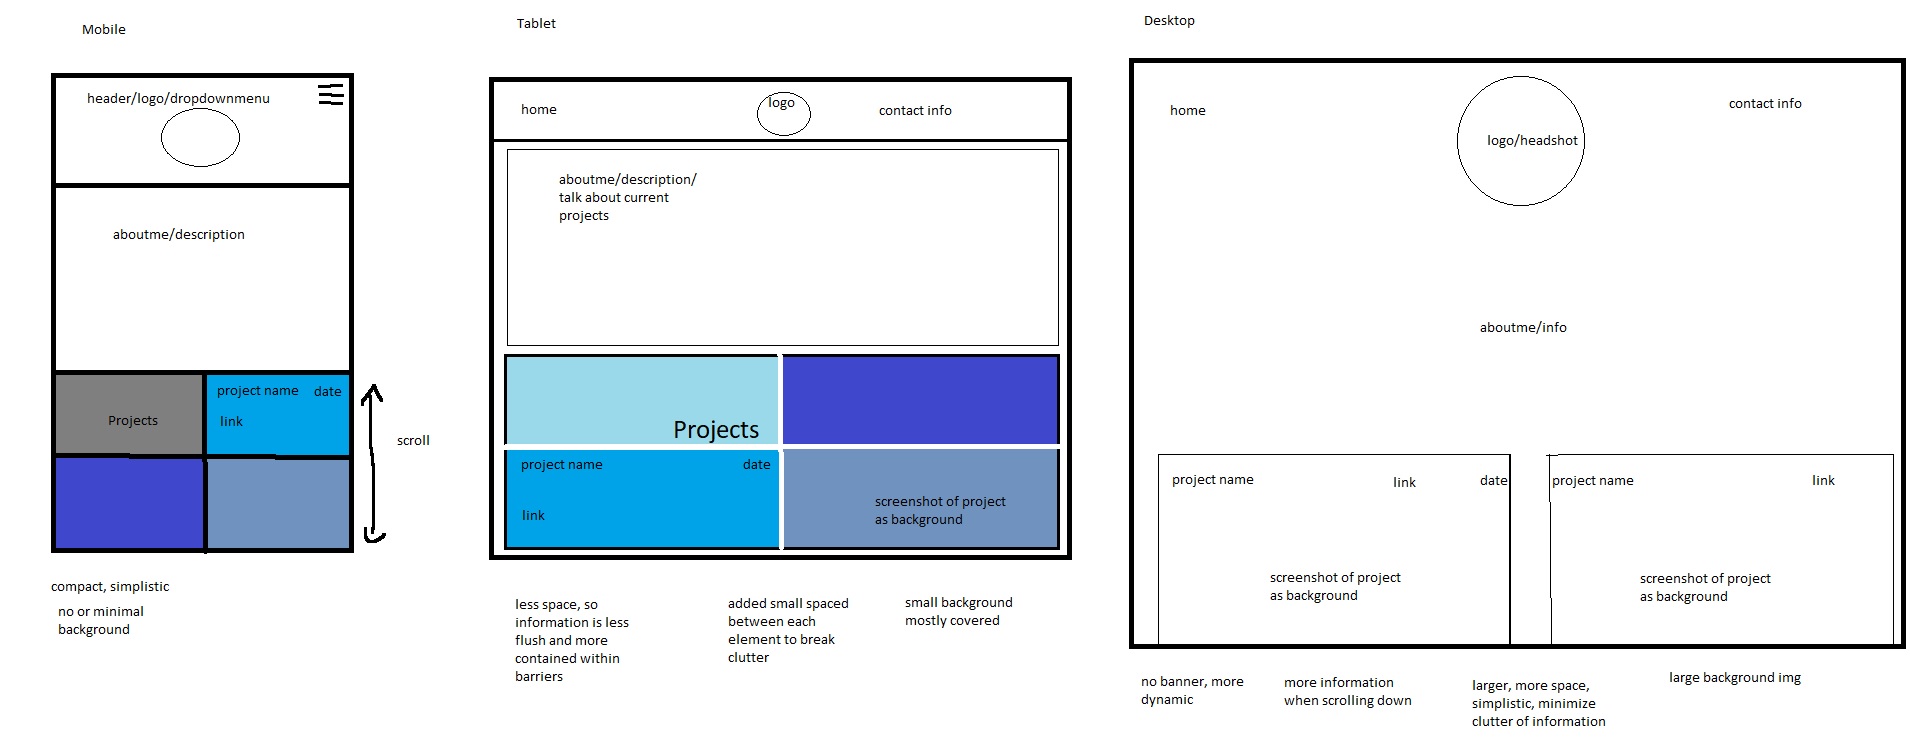 Mobile
header/logo/dropdownmenu
aboutme/description
Projects
project name
date
link
scroll
compact, simplistic
no or minimal
background
Tablet
home
logo
contact info
aboutme/description/
talk about current
projects
Projects
project name
date
link
screenshot of project
as background
less space, so
information is less
flush and more
contained within
barriers
added small spaced
between each
element to break
clutter
small background
mostly covered
Desktop
home
logo/headshot
contact info
aboutme/info
project name
link
date
screenshot of project
as background
project name
link
screenshot of project
as background
no banner, more
dynamic
more information
when scrolling down
larger, more space,
simplistic, minimize
clutter of information
large background img